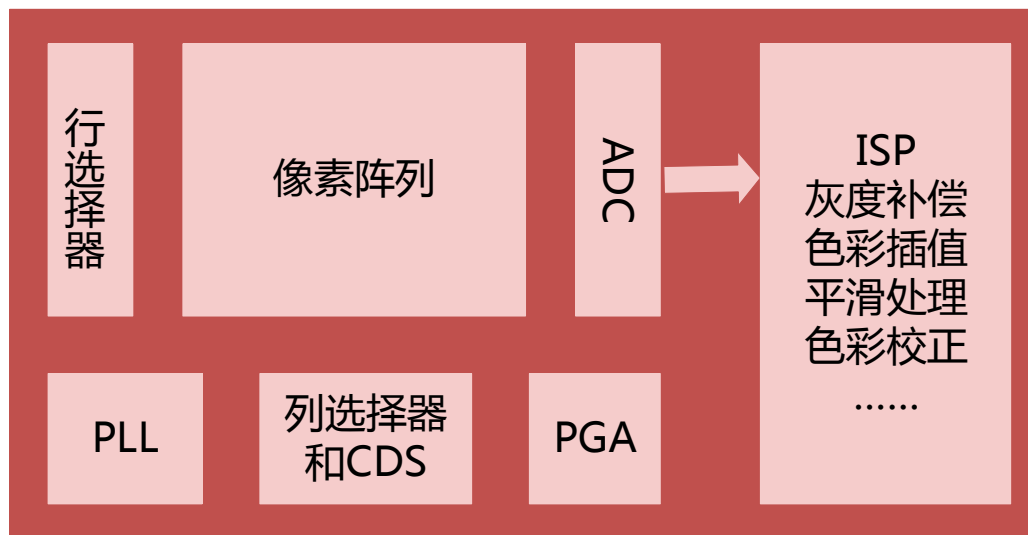 行选择器
像素阵列
ADC
ISP
灰度补偿
色彩插值
平滑处理
色彩校正
……
PLL
列选择器
和CDS
PGA